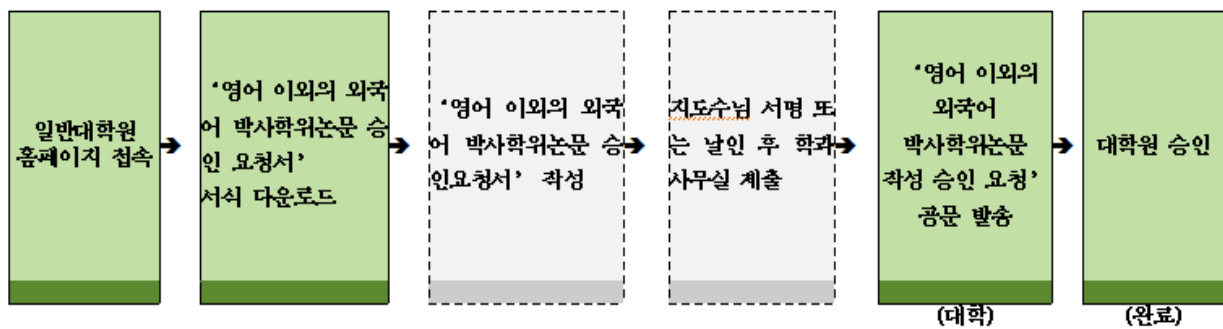 일반대학원
홈페이지 접속
'영어 이외의 외국
어 박사학위논문 승
인 요청서'
서식 다운로드
'영어 이외의 외국
어 박사학위논문 승
인요청서' 작성
지도수님 서명 또
는 날인 후 학과
사무실 제출
'영어 이외의
외국어
박사학위논문
작성 승인 요청'
공문 발송
(대학)
대학원 승인
(완료)